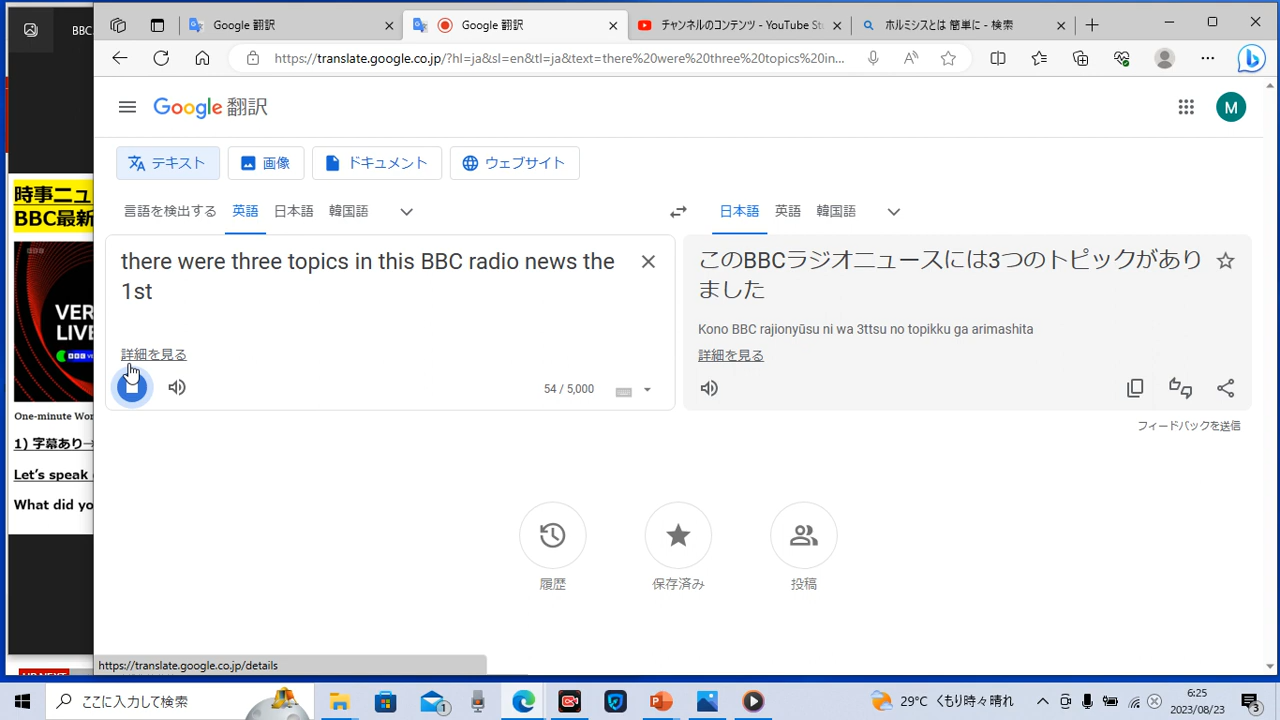 BBC
Google 翻訳
Google 翻訳
チャンネルのコンテンツ - YouTube St
ホルミシスとは 簡単に - 検索
https://translate.google.co.jp/?hl=ja&sl=en&tl=ja&text=there%20were%20three%20topics%20in...
Google 翻訳
M
テキスト
画像
ドキュメント
ウェブサイト
言語を検出する
英語
日本語
韓国語
日本語
英語
韓国語
there were three topics in this BBC radio news the
1st
詳細を見る
54 / 5,000
このBBCラジオニュースには3つのトピックがあり
ました
Kono BBC rajionyūsu ni wa 3ttsu no topikku ga arimashita
詳細を見る
フィードバックを送信
履歴
保存済み
投稿
時事ニュ
BBC最新
BBC
VER
LIVE
One-minute Wor
1) 字幕あり
Let's speak
What did yo
https://translate.google.co.jp/details
UP NEXT
ここに入力して検索
1
29°C くもり時々晴れ
6:25
2023/08/23
3